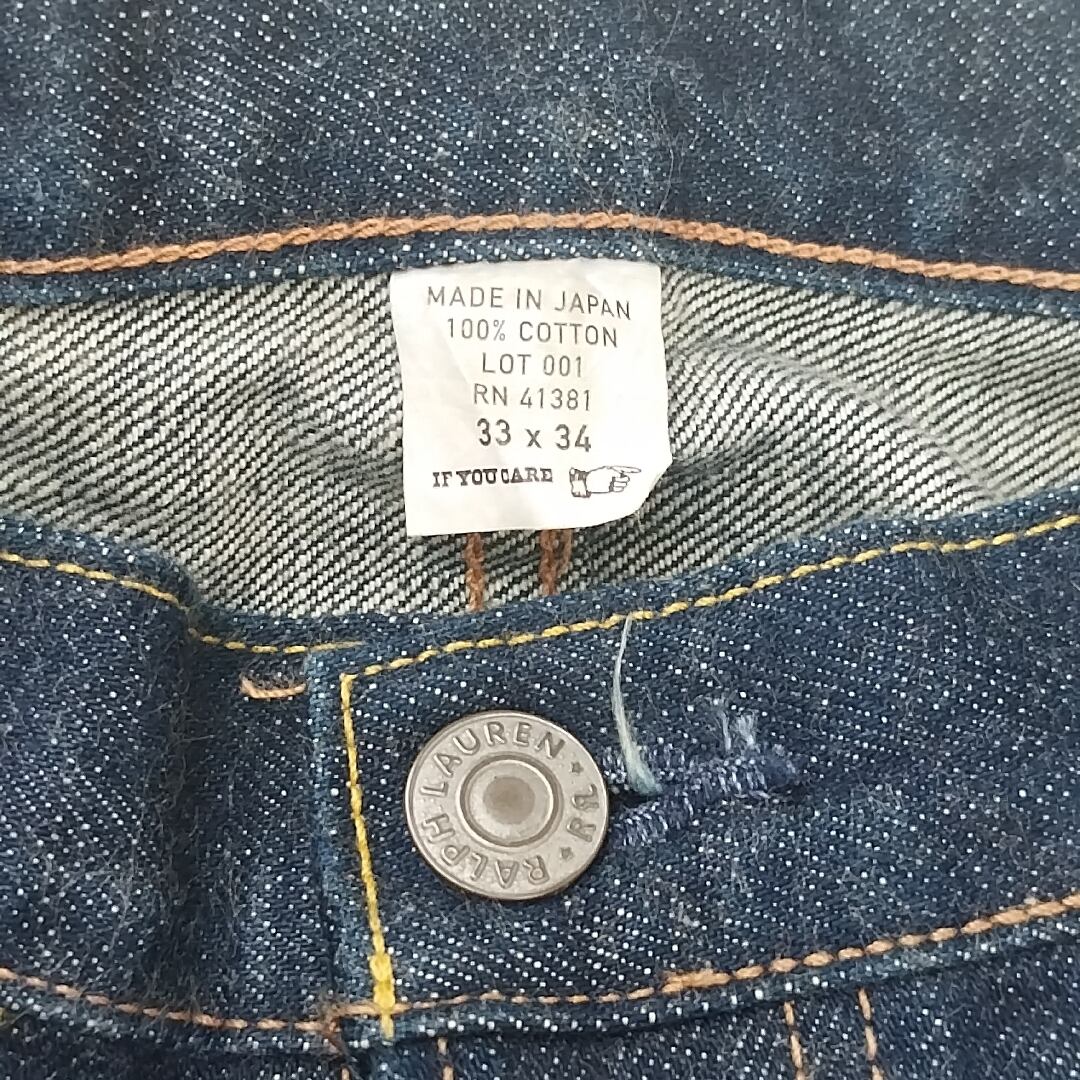 MADE IN JAPAN
100% COTTON
LOT 001
RN 41381
33 x 34
IF YOU CARE
RALPH LAUREN ★ RL ★